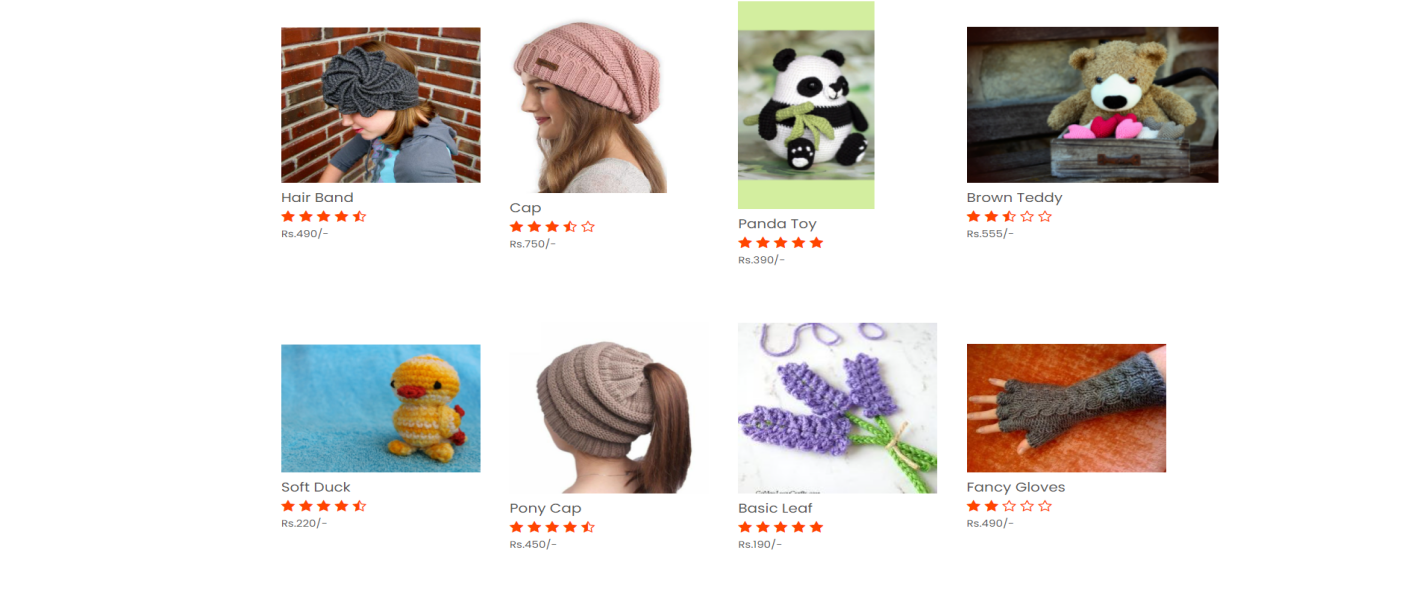 Hair Band
Rs.490/-
Cap
Rs.750/-
Panda Toy
Rs.390/-
Brown Teddy
Rs.555/-
Soft Duck
Rs.220/-
Pony Cap
Rs.450/-
Basic Leaf
Rs.190/-
Fancy Gloves
Rs.490/-